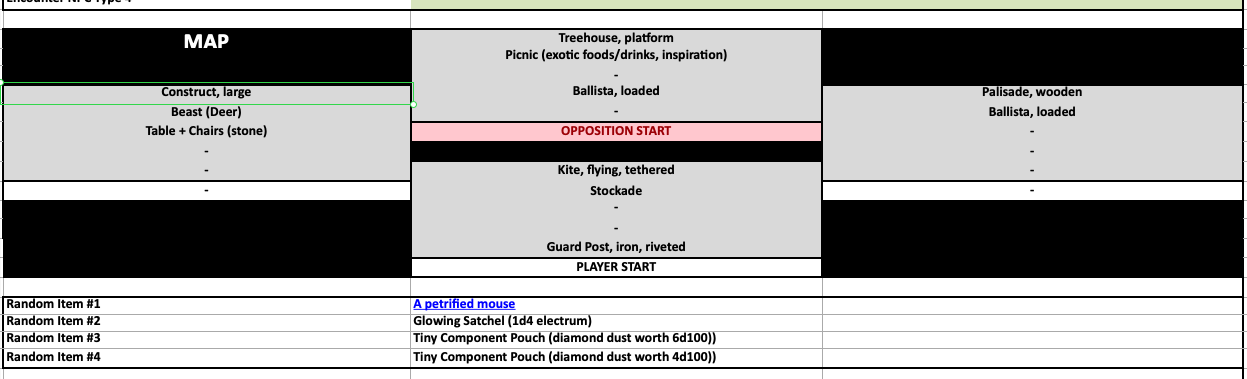 Encounter NPC Type 4
MAP
Treehouse, platform
Picnic (exotic foods/drinks, inspiration)
-
Construct, large
Ballista, loaded
Palisade, wooden
Beast (Deer)
-
Ballista, loaded
Table + Chairs (stone)
OPPOSITION START
-
-
-
-
Kite, flying, tethered
-
-
Stockade
-
-
-
Guard Post, iron, riveted
PLAYER START
Random Item #1
A petrified mouse
Random Item #2
Glowing Satchel (1d4 electrum)
Random Item #3
Tiny Component Pouch (diamond dust worth 6d100))
Random Item #4
Tiny Component Pouch (diamond dust worth 4d100))